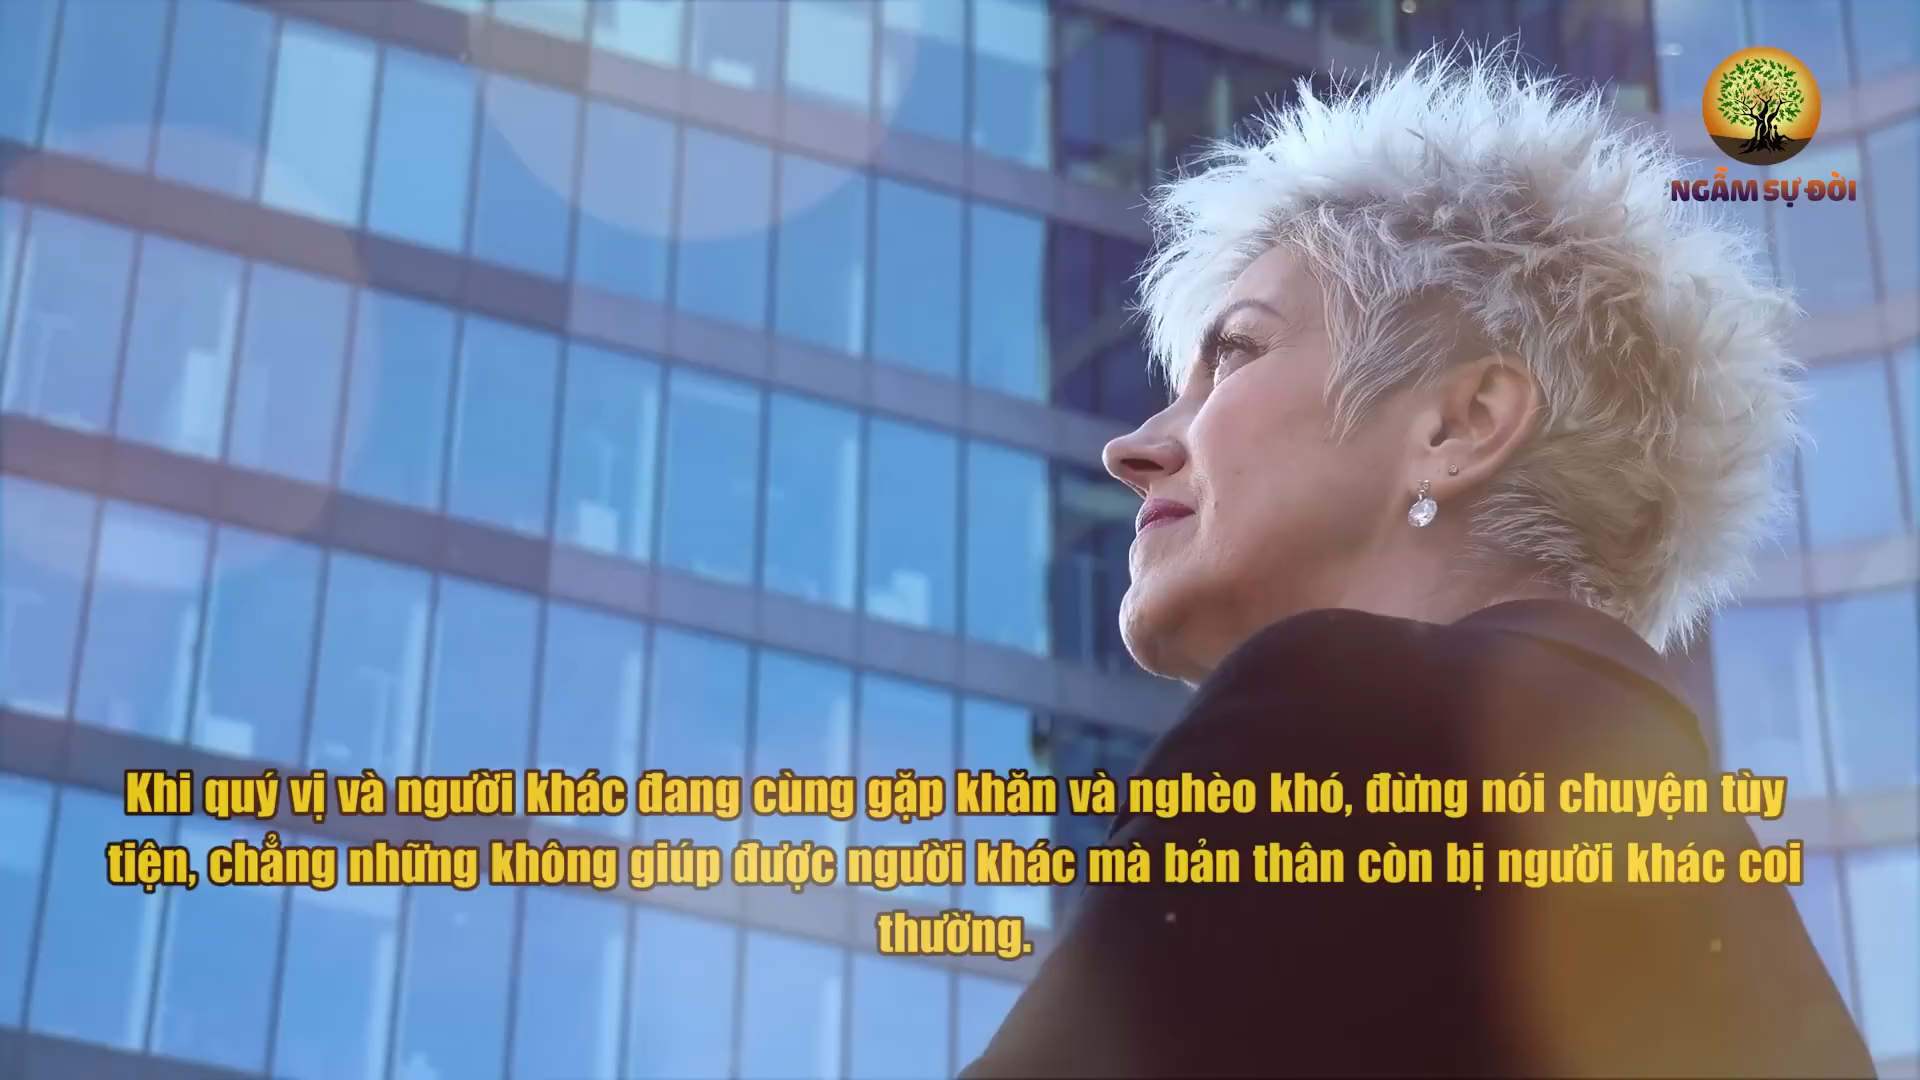 NGẪM SỰ ĐỜI
Khi quý vị và người khác đang cùng gặp khăn và nghèo khó, đừng nói chuyện tùy
tiện, chẳng những không giúp được người khác mà bản thân còn bị người khác coi
thường.